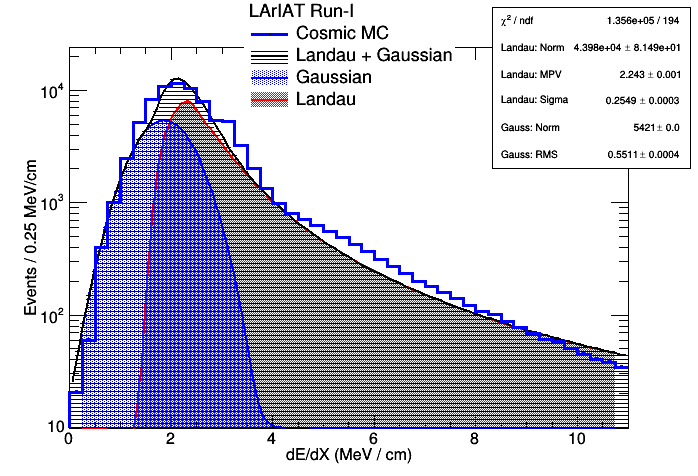 LArIAT Run-I
Cosmic MC
Landau + Gaussian
Gaussian
Landau
χ² / ndf 1.356e+05 / 194
Landau: Norm 4.398e+04 ± 8.149e+01
Landau: MPV 2.243 ± 0.001
Landau: Sigma 0.2549 ± 0.0003
Gauss: Norm 5421 ± 0.0
Gauss: RMS 0.5511 ± 0.0004
Events / 0.25 MeV/cm
10⁴
10³
10²
10
0 2 4 6 8 10
dE/dX (MeV / cm)